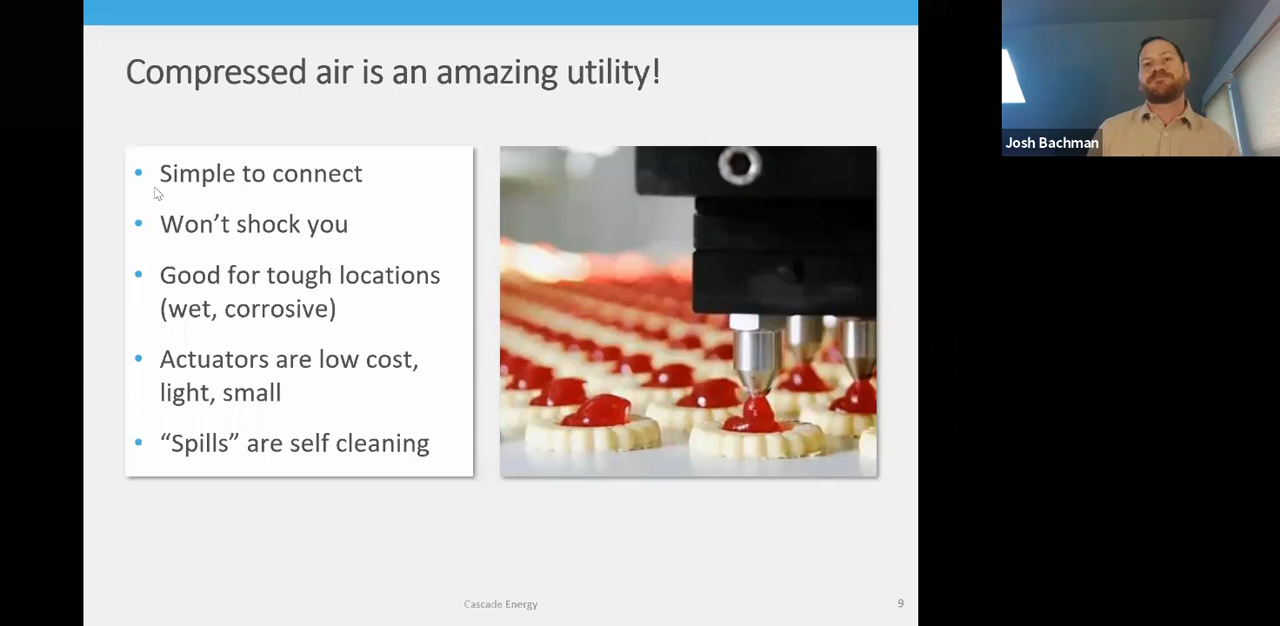 Compressed air is an amazing utility!
• Simple to connect
• Won’t shock you
• Good for tough locations
(wet, corrosive)
• Actuators are low cost,
light, small
• “Spills” are self cleaning
Cascade Energy
9
Josh Bachman